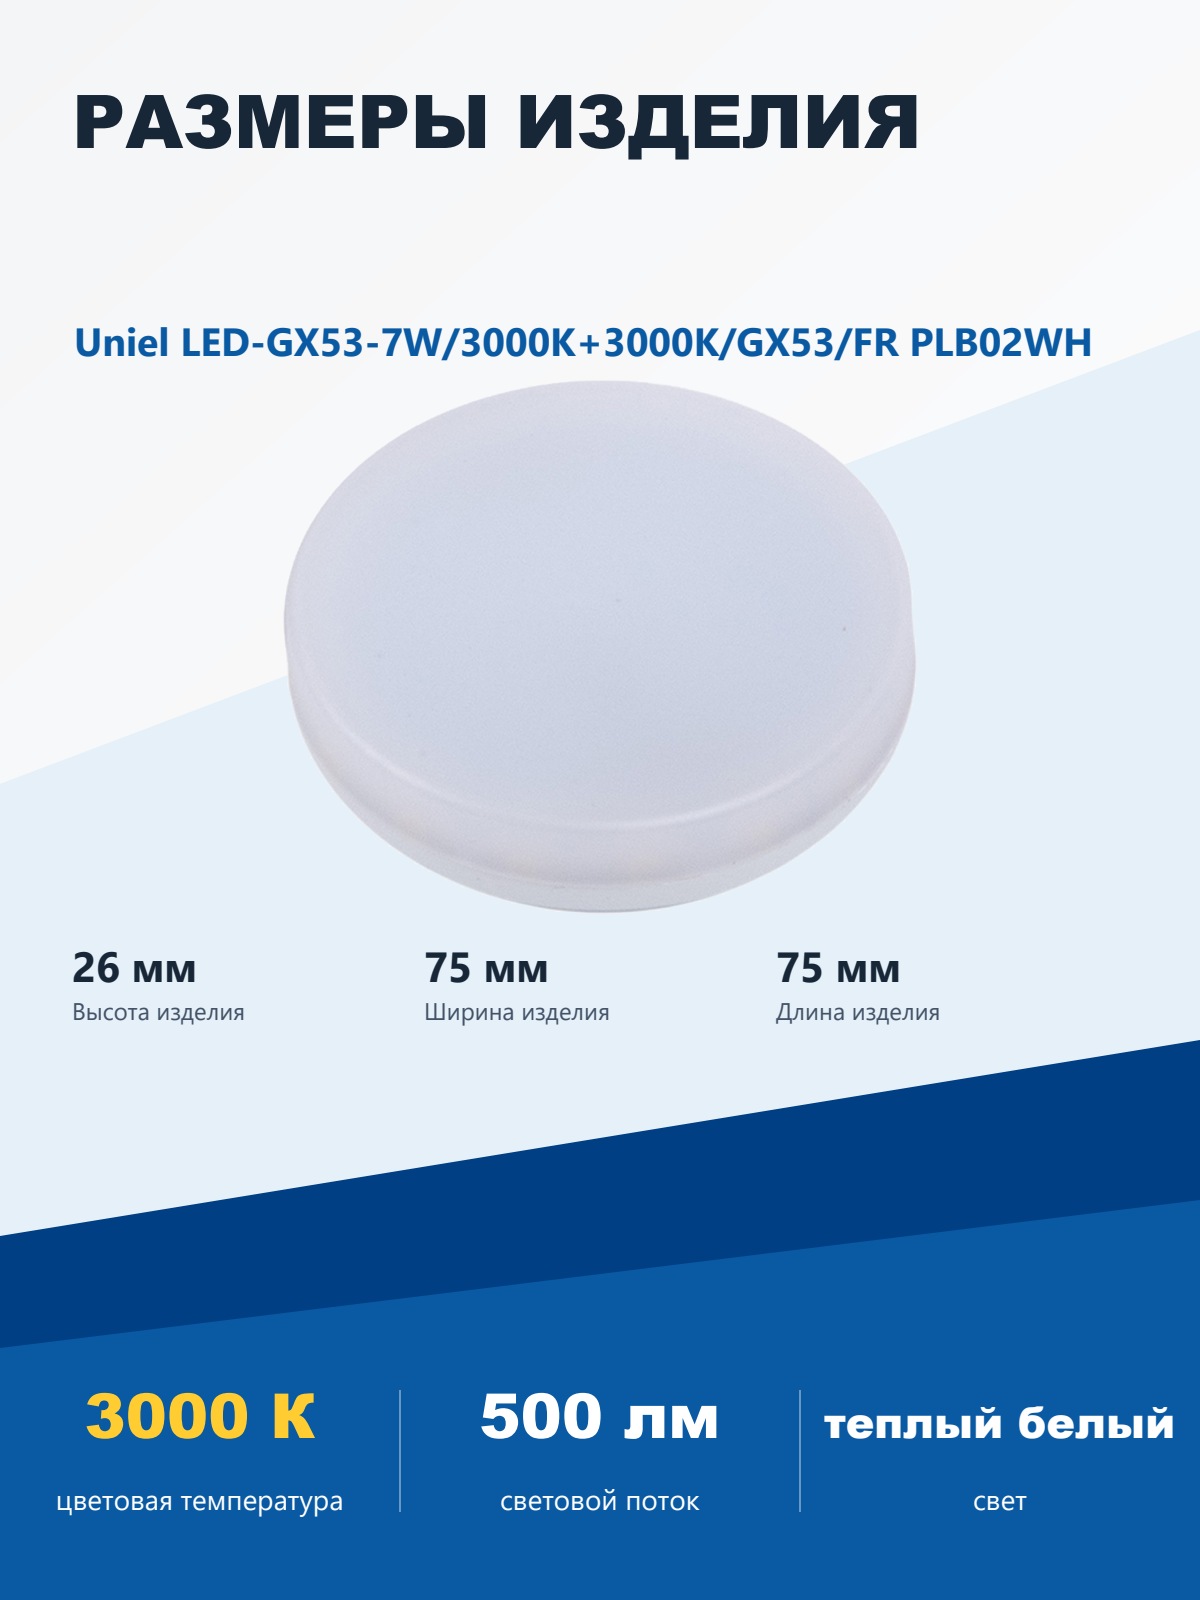 РАЗМЕРЫ ИЗДЕЛИЯ
Uniel LED-GX53-7W/3000K+3000K/GX53/FR PLB02WH
26 мм
Высота изделия
75 мм
Ширина изделия
75 мм
Длина изделия
3000 К
цветовая температура
500 лм
световой поток
теплый белый
свет